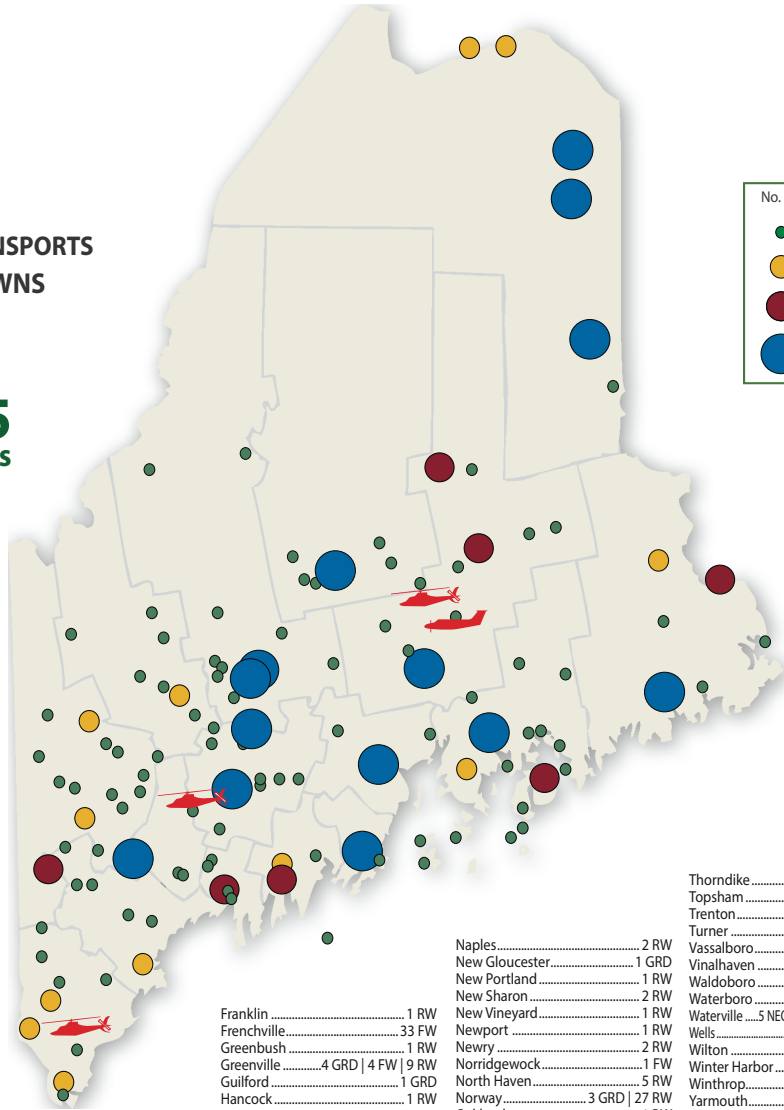 NSPORTS
WNS
5
S
No.
Franklin ........ 1 RW
Frenchville ........ 33 FW
Greenbush ........ 1 RW
Greenville ........ 4 GRD | 4 FW | 9 RW
Guilford ........ 1 GRD
Hancock ........ 1 RW
Naples ........ 2 RW
New Gloucester ........ 1 GRD
New Portland ........ 1 RW
New Sharon ........ 2 RW
New Vineyard ........ 1 RW
Newport ........ 1 RW
Newry ........ 2 RW
Norridgewock ........ 1 FW
North Haven ........ 5 RW
Norway ........ 3 GRD | 27 RW
Thorndike ........
Topsham ........
Trenton ........
Turner ........
Vassalboro ........
Vinalhaven ........
Waldoboro ........
Waterboro ........
Waterville ..... 5 NEO
Wells ........
Wilton ........
Winter Harbor ...
Winthrop ........
Yarmouth ........